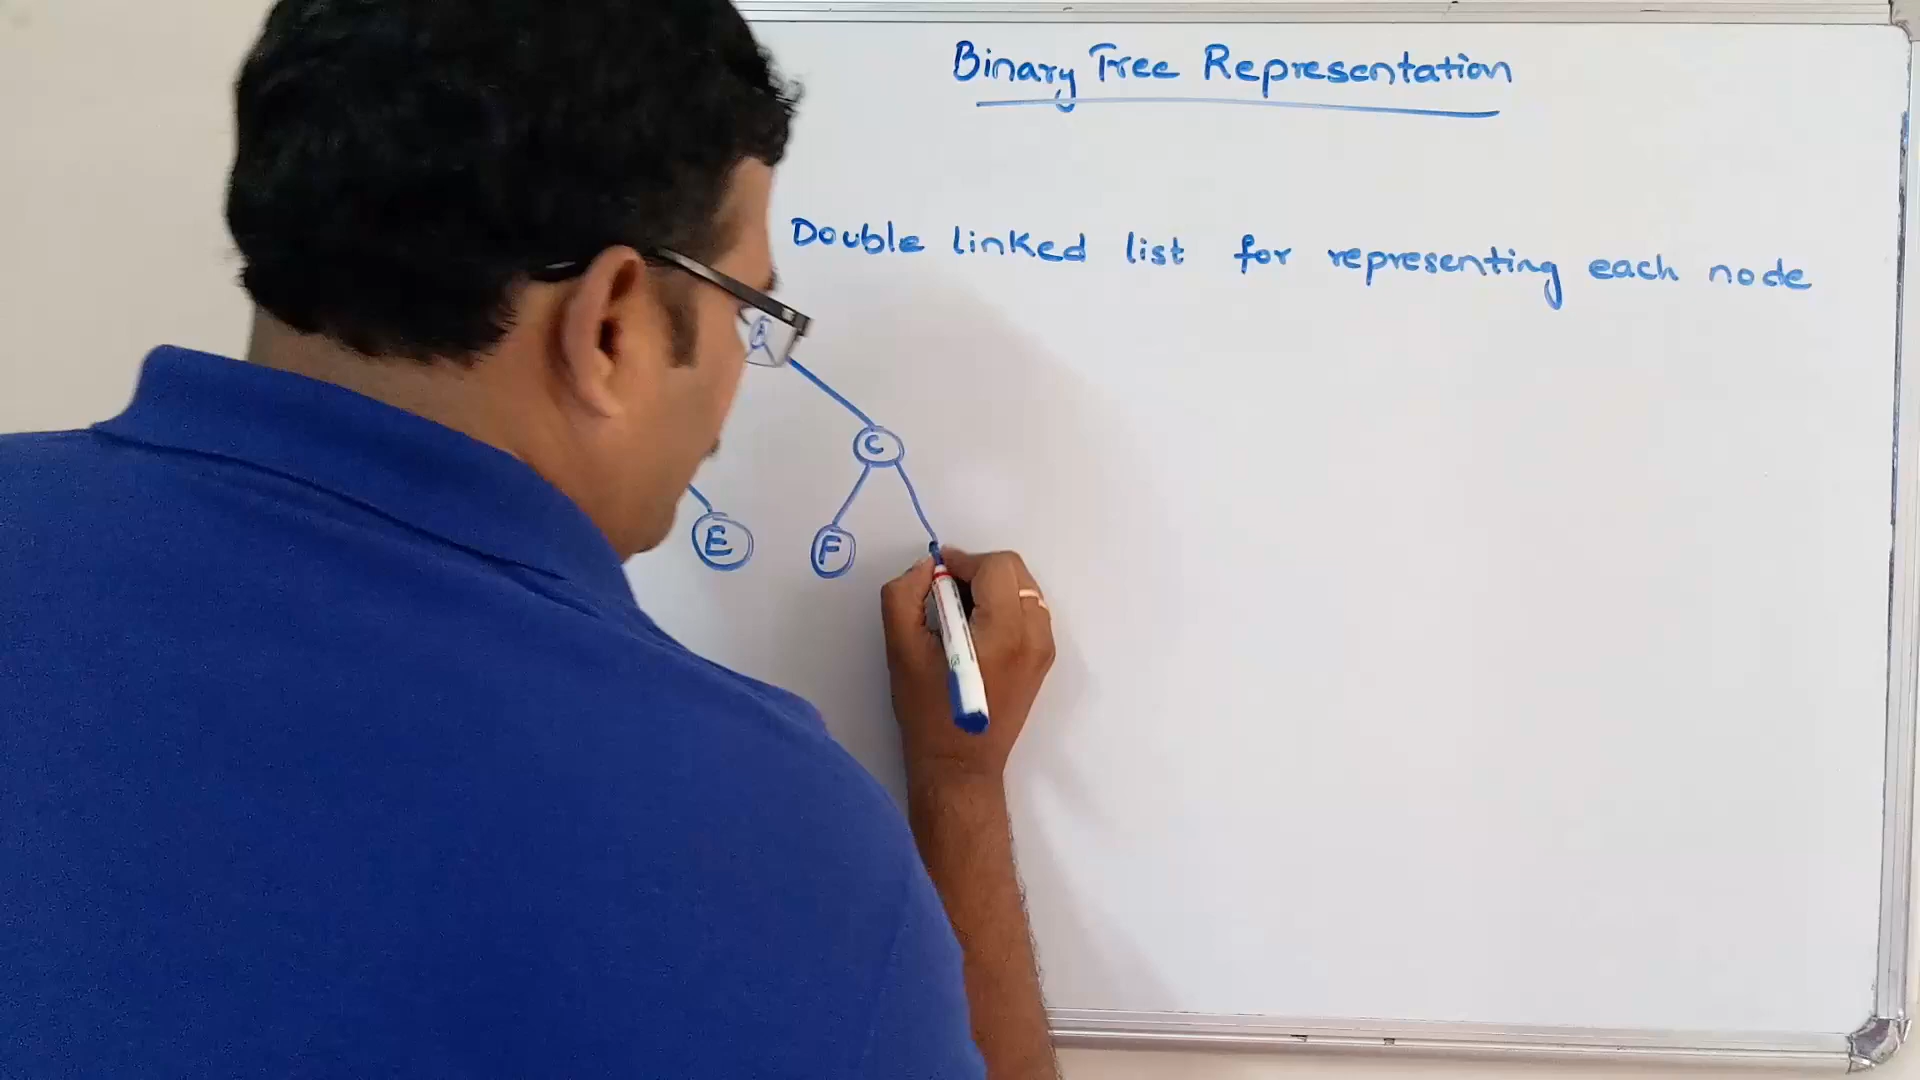 Binary Tree Representation
Double linked list for representing each node
A
C
E F